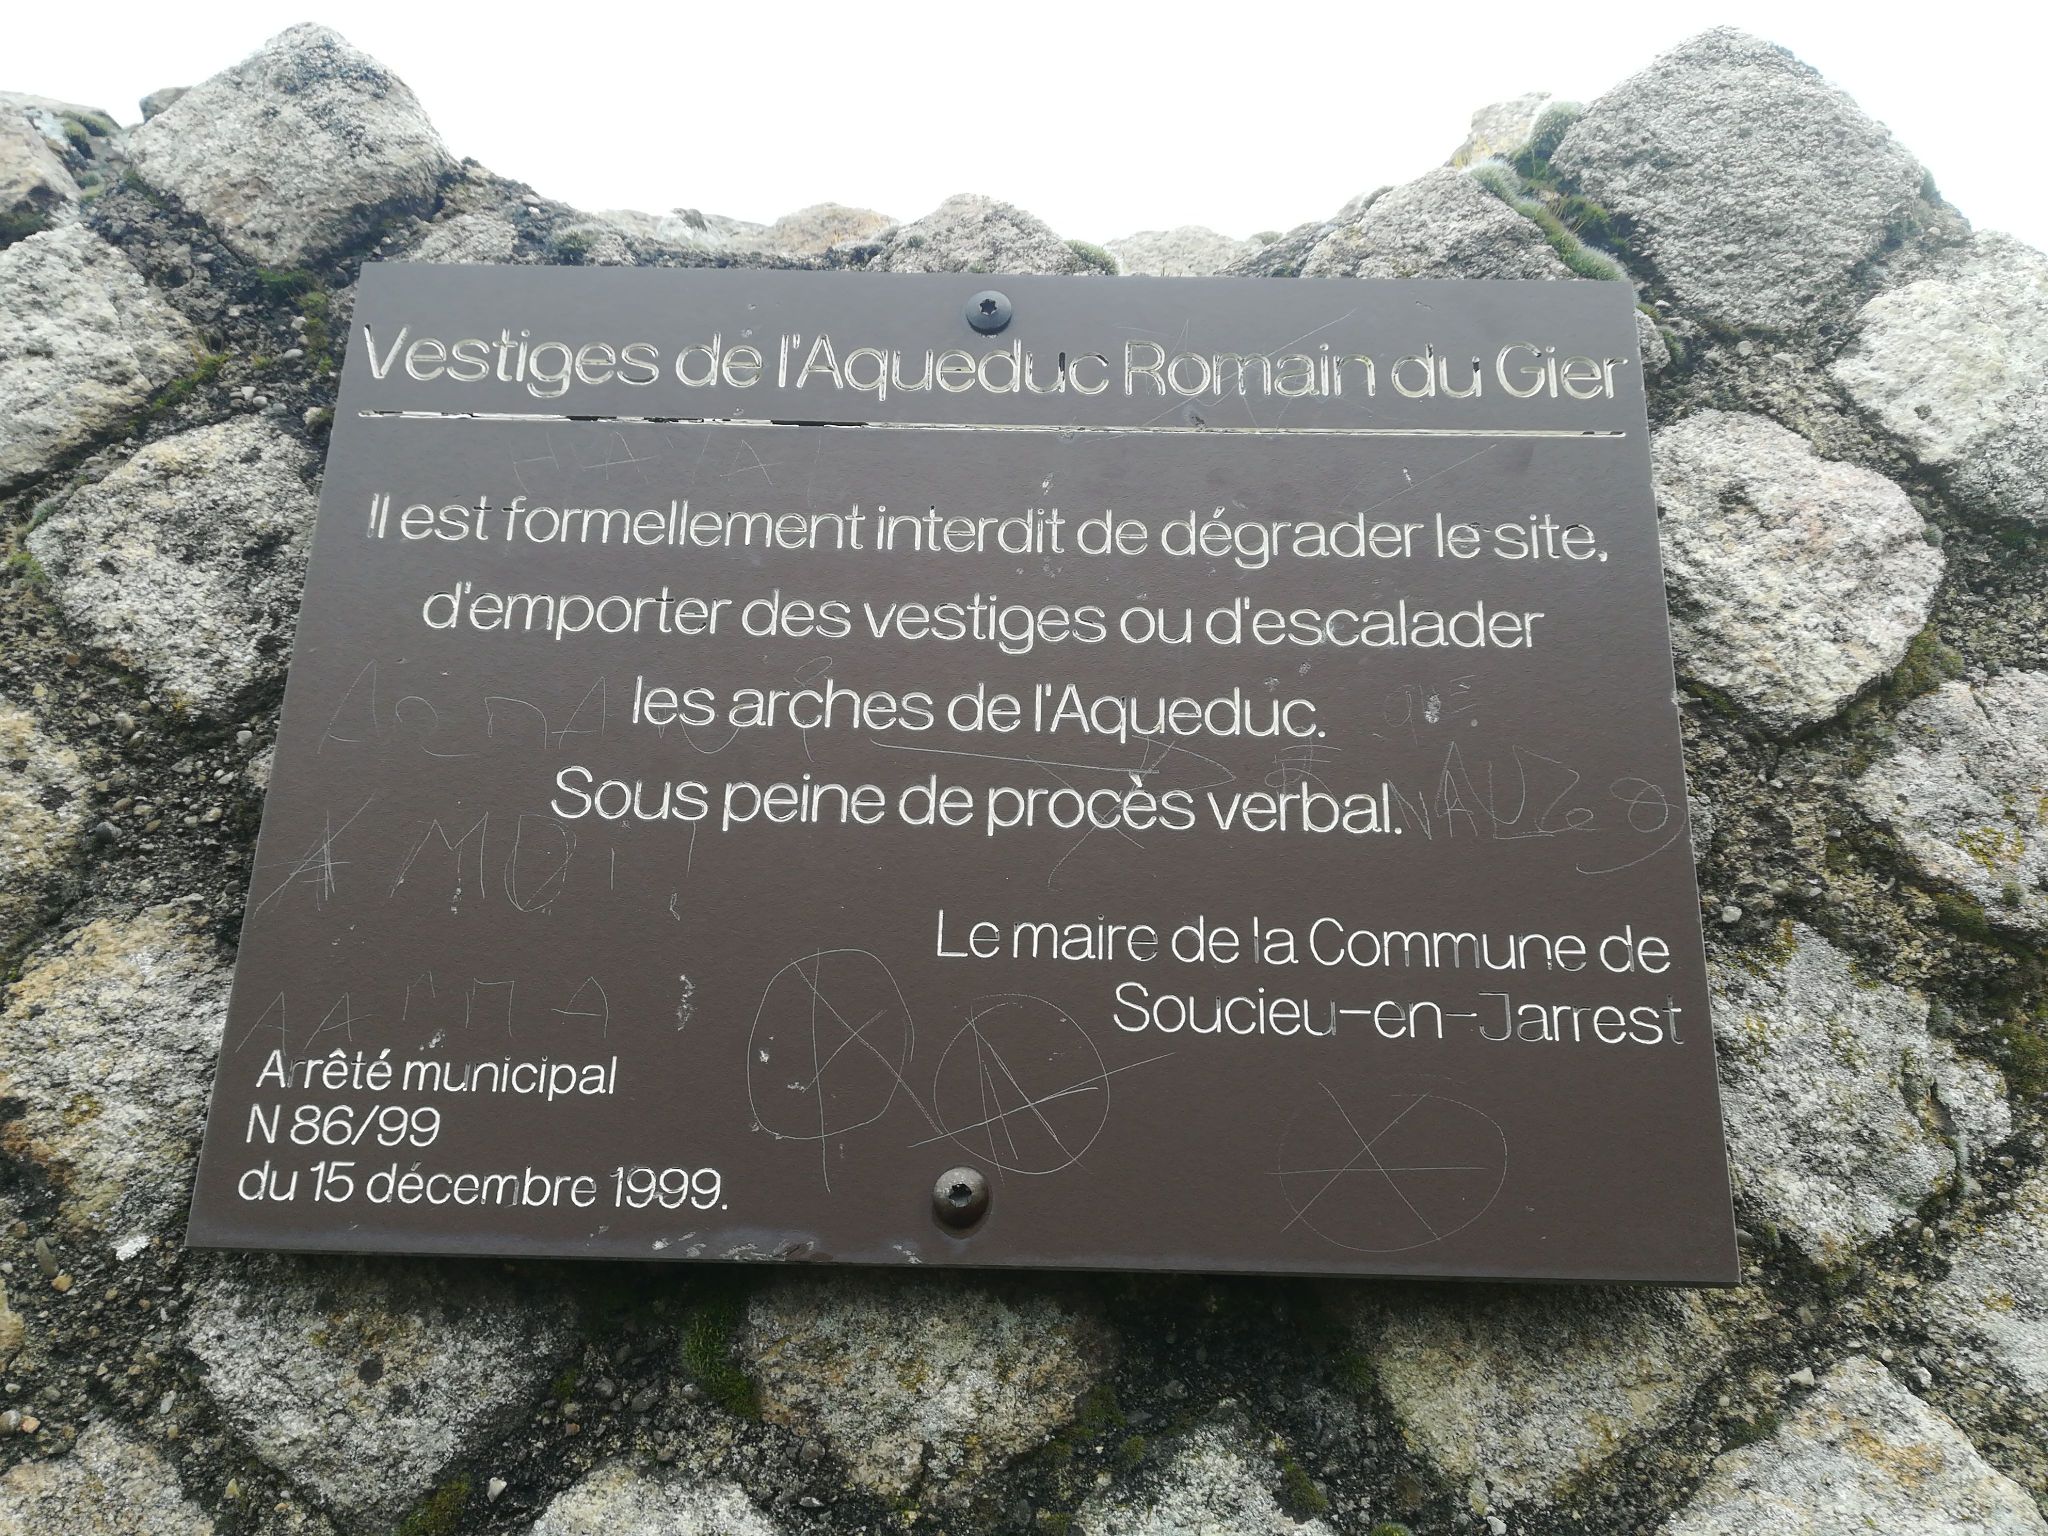 Vestiges de l'Aqueduc Romain du Gier
Il est formellement interdit de dégrader le site,
d'emporter des vestiges ou d'escalader
les arches de l'Aqueduc.
Sous peine de procès verbal.
Le maire de la Commune de
Soucieu-en-Jarrest
Arrêté municipal
N 86/99
du 15 décembre 1999.